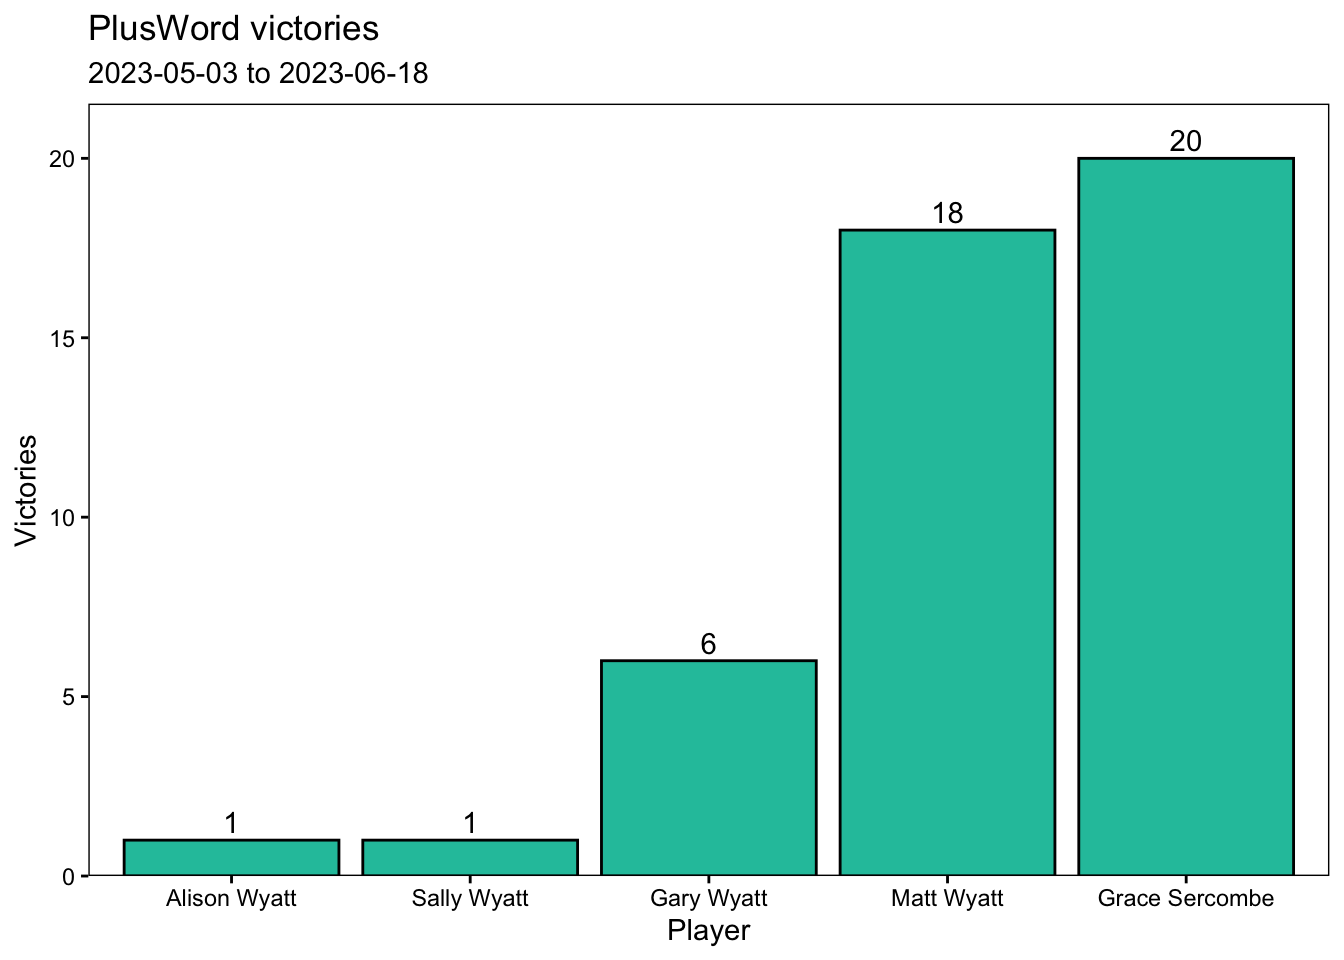 PlusWord victories
2023-05-03 to 2023-06-18
Victories
20
15
10
5
0
1
1
6
18
20
Alison Wyatt
Sally Wyatt
Gary Wyatt
Matt Wyatt
Grace Sercombe
Player